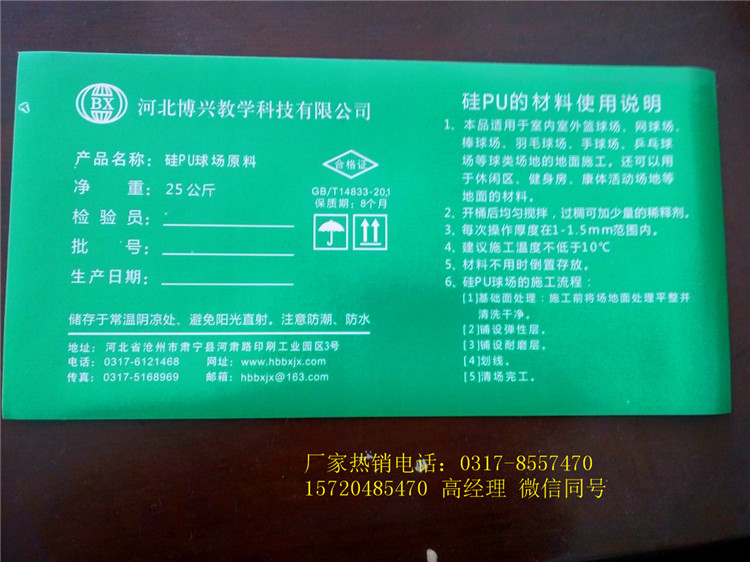 BX 河北博兴教学科技有限公司
产品名称：硅PU球场原料
净 重：25公斤
检 验 员：
批 号：
生产日期：
合格证
GB/T14833-201
保质期：8个月
储存于常温阴凉处、避免阳光直射。注意防潮、防水
地址：河北省沧州市肃宁县河肃路印刷工业园区3号
电话：0317-6121468 网址：www.hbbxjx.com
传真：0317-5168969 邮箱：hbbxjx@163.com
硅PU的材料使用说明
1、本品适用于室内室外篮球场、网球场、
棒球场、羽毛球场、手球场、乒乓球
场等球类场地的地面施工。还可以用
于休闲区、健身房、康体活动场地等
地面的材料。
2、开桶后均匀搅拌，过稠可加少量的稀释剂。
3、每次操作厚度在1-1.5mm范围内。
4、建议施工温度不低于10℃
5、材料不用时倒置存放。
6、硅PU球场的施工流程：
[1]基础面处理：施工前将场地面处理平整并
清洗干净。
[2]铺设弹性层。
[3]铺设耐磨层。
[4]划线。
[5]清场完工。
厂家热销电话：0317-8557470
15720485470 高经理 微信同号